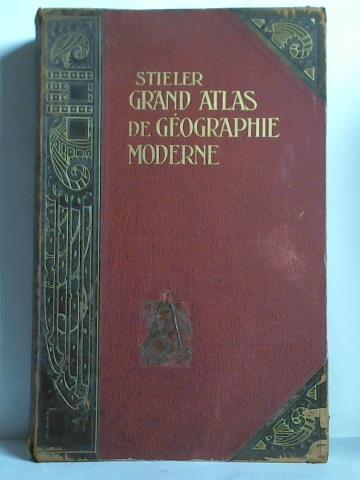 STIELER
GRAND ATLAS
DE GÉOGRAPHIE
MODERNE